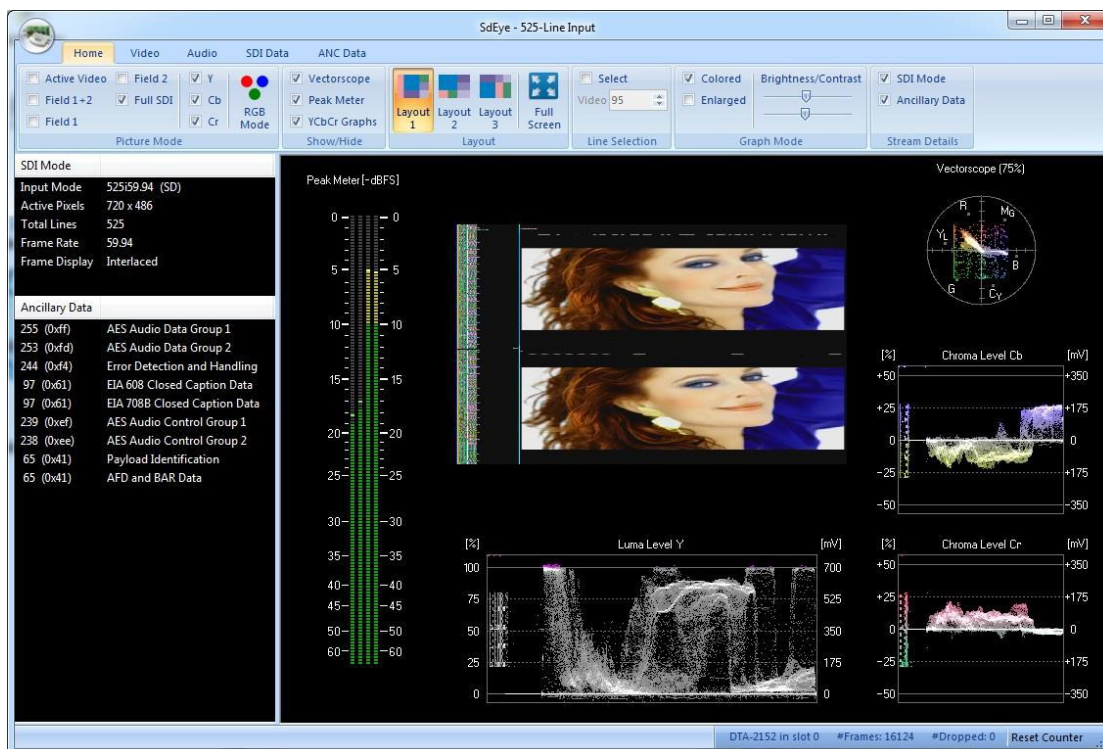 SdEye - 525-Line Input
Home Video Audio SDI Data ANC Data
Active Video Field 2 Y
Field 1+2 Full SDI Cb
Field 1 Cr
RGB Mode
Picture Mode
Vectorscope
Peak Meter
YCbCr Graphs
Show/Hide
Layout 1
Layout 2
Layout 3
Full Screen
Layout
Select
Video 95
Line Selection
Colored
Enlarged
Brightness/Contrast
Graph Mode
SDI Mode
Ancillary Data
Stream Details
SDI Mode
Input Mode 525i59.94 (SD)
Active Pixels 720 x 486
Total Lines 525
Frame Rate 59.94
Frame Display Interlaced
Ancillary Data
255 (0xff) AES Audio Data Group 1
253 (0xfd) AES Audio Data Group 2
244 (0xf4) Error Detection and Handling
97 (0x61) EIA 608 Closed Caption Data
97 (0x61) EIA 708B Closed Caption Data
239 (0xef) AES Audio Control Group 1
238 (0xee) AES Audio Control Group 2
65 (0x41) Payload Identification
65 (0x41) AFD and BAR Data
Peak Meter [-dBFS]
0 0
5 5
10 10
15 15
20 20
25 25
30 30
35 35
40 40
45 45
50 50
60 60
Vectorscope (75%)
R MG
YL B
G CY
[%] Chroma Level Cb [mV]
+50 +350
+25 +175
0 0
-25 -175
-50 -350
[%] Luma Level Y [mV]
100 700
75 525
50 350
25 175
0 0
[%] Chroma Level Cr [mV]
+50 +350
+25 +175
0 0
-25 -175
-50 -350
DTA-2152 in slot 0 #Frames: 16124 #Dropped: 0 Reset Counter